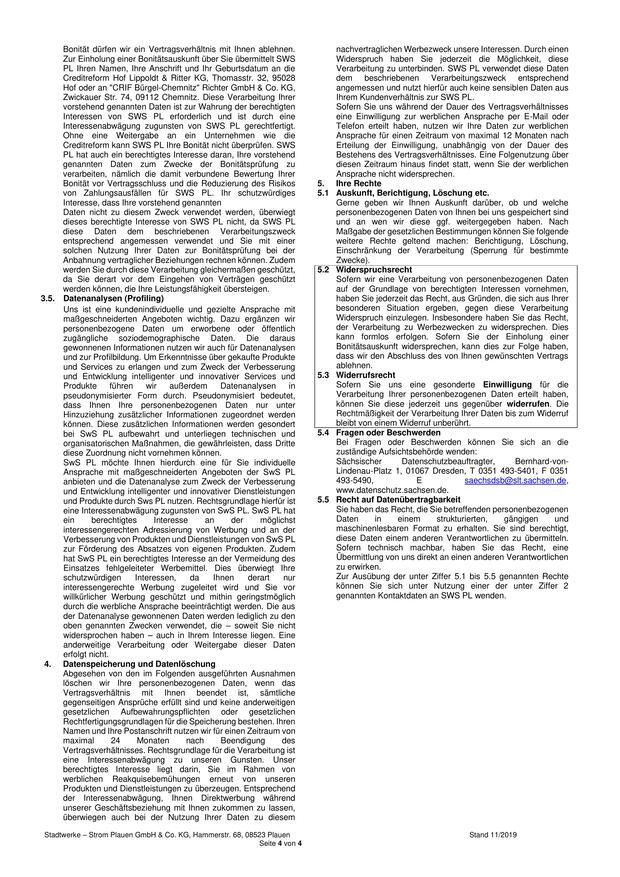 Bonität dürfen wir ein Vertragsverhältnis mit Ihnen ablehnen.
Zur Einholung einer Bonitätsauskunft über Sie übermittelt SWS
PL Ihren Namen, Ihre Anschrift und Ihr Geburtsdatum an die
Creditreform Hof Lippoldt & Ritter KG, Thomasstr. 32, 95028
Hof oder an "CRIF Bürgel-Chemnitz" Richter GmbH & Co. KG,
Zwickauer Str. 74, 09112 Chemnitz. Diese Verarbeitung Ihrer
vorstehend genannten Daten ist zur Wahrung der berechtigten
Interessen von SWS PL erforderlich und ist durch eine
Interessenabwägung zugunsten von SWS PL gerechtfertigt.
Ohne eine Weitergabe an ein Unternehmen wie die
Creditreform kann SWS PL Ihre Bonität nicht überprüfen. SWS
PL hat auch ein berechtigtes Interesse daran, Ihre vorstehend
genannten Daten zum Zwecke der Bonitätsprüfung zu
verarbeiten, nämlich die damit verbundene Bewertung Ihrer
Bonität vor Vertragsschluss und die Reduzierung des Risikos
von Zahlungsausfällen für SWS PL. Ihr schutzwürdiges
Interesse, dass Ihre vorstehend genannten
Daten nicht zu diesem Zweck verwendet werden, überwiegt
dieses berechtigte Interesse von SWS PL nicht, da SWS PL
diese Daten dem beschriebenen Verarbeitungszweck
entsprechend angemessen verwendet und Sie mit einer
solchen Nutzung Ihrer Daten zur Bonitätsprüfung bei der
Anbahnung vertraglicher Beziehungen rechnen können. Zudem
werden Sie durch diese Verarbeitung gleichermaßen geschützt,
da Sie derart vor dem Eingehen von Verträgen geschützt
werden können, die Ihre Leistungsfähigkeit übersteigen.
3.5. Datenanalysen (Profiling)
Uns ist eine kundenindividuelle und gezielte Ansprache mit
maßgeschneiderten Angeboten wichtig. Dazu ergänzen wir
personenbezogene Daten um erworbene oder öffentlich
zugängliche soziodemographische Daten. Die daraus
gewonnenen Informationen nutzen wir auch für Datenanalysen
und zur Profilbildung. Um Erkenntnisse über gekaufte Produkte
und Services zu erlangen und zum Zweck der Verbesserung
und Entwicklung intelligenter und innovativer Services und
Produkte führen wir außerdem Datenanalysen in
pseudonymisierter Form durch. Pseudonymisiert bedeutet,
dass Ihnen Ihre personenbezogenen Daten nur unter
Hinzuziehung zusätzlicher Informationen zugeordnet werden
können. Diese zusätzlichen Informationen werden gesondert
bei SwS PL aufbewahrt und unterliegen technischen und
organisatorischen Maßnahmen, die gewährleisten, dass Dritte
diese Zuordnung nicht vornehmen können.
SwS PL möchte Ihnen hierdurch eine für Sie individuelle
Ansprache mit maßgeschneiderten Angeboten der SwS PL
anbieten und die Datenanalyse zum Zweck der Verbesserung
und Entwicklung intelligenter und innovativer Dienstleistungen
und Produkte durch Sws PL nutzen. Rechtsgrundlage hierfür ist
eine Interessenabwägung zugunsten von SwS PL. SwS PL hat
ein berechtigtes Interesse an der möglichst
interessengerechten Adressierung von Werbung und an der
Verbesserung von Produkten und Dienstleistungen von SwS PL
zur Förderung des Absatzes von eigenen Produkten. Zudem
hat SwS PL ein berechtigtes Interesse an der Vermeidung des
Einsatzes fehlgeleiteter Werbemittel. Dies überwiegt Ihre
schutzwürdigen Interessen, da Ihnen derart nur
interessengerechte Werbung zugeleitet wird und Sie vor
willkürlicher Werbung geschützt und mithin geringstmöglich
durch die werbliche Ansprache beeinträchtigt werden. Die aus
der Datenanalyse gewonnenen Daten werden lediglich zu den
oben genannten Zwecken verwendet, die – soweit Sie nicht
widersprochen haben – auch in Ihrem Interesse liegen. Eine
anderweitige Verarbeitung oder Weitergabe dieser Daten
erfolgt nicht.
4. Datenspeicherung und Datenlöschung
Abgesehen von den im Folgenden ausgeführten Ausnahmen
löschen wir Ihre personenbezogenen Daten, wenn das
Vertragsverhältnis mit Ihnen beendet ist, sämtliche
gegenseitigen Ansprüche erfüllt sind und keine anderweitigen
gesetzlichen Aufbewahrungspflichten oder gesetzlichen
Rechtfertigungsgrundlagen für die Speicherung bestehen. Ihren
Namen und Ihre Postanschrift nutzen wir für einen Zeitraum von
maximal 24 Monaten nach Beendigung des
Vertragsverhältnisses. Rechtsgrundlage für die Verarbeitung ist
eine Interessenabwägung zu unseren Gunsten. Unser
berechtigtes Interesse liegt darin, Sie im Rahmen von
werblichen Reakquisebemühungen erneut von unseren
Produkten und Dienstleistungen zu überzeugen. Entsprechend
der Interessenabwägung, Ihnen Direktwerbung während
unserer Geschäftsbeziehung mit Ihnen zukommen zu lassen,
überwiegen auch bei der Nutzung Ihrer Daten zu diesem
nachvertraglichen Werbezweck unsere Interessen. Durch einen
Widerspruch haben Sie jederzeit die Möglichkeit, diese
Verarbeitung zu unterbinden. SWS PL verwendet diese Daten
dem beschriebenen Verarbeitungszweck entsprechend
angemessen und nutzt hierfür auch keine sensiblen Daten aus
Ihrem Kundenverhältnis zur SWS PL.
Sofern Sie uns während der Dauer des Vertragsverhältnisses
eine Einwilligung zur werblichen Ansprache per E-Mail oder
Telefon erteilt haben, nutzen wir Ihre Daten zur werblichen
Ansprache für einen Zeitraum von maximal 12 Monaten nach
Erteilung der Einwilligung, unabhängig von der Dauer des
Bestehens des Vertragsverhältnisses. Eine Folgenutzung über
diesen Zeitraum hinaus findet statt, wenn Sie der werblichen
Ansprache nicht widersprechen.
5. Ihre Rechte
5.1 Auskunft, Berichtigung, Löschung etc.
Gerne geben wir Ihnen Auskunft darüber, ob und welche
personenbezogenen Daten von Ihnen bei uns gespeichert sind
und an wen wir diese ggf. weitergegeben haben. Nach
Maßgabe der gesetzlichen Bestimmungen können Sie folgende
weitere Rechte geltend machen: Berichtigung, Löschung,
Einschränkung der Verarbeitung (Sperrung für bestimmte
Zwecke).
5.2 Widerspruchsrecht
Sofern wir eine Verarbeitung von personenbezogenen Daten
auf der Grundlage von berechtigten Interessen vornehmen,
haben Sie jederzeit das Recht, aus Gründen, die sich aus Ihrer
besonderen Situation ergeben, gegen diese Verarbeitung
Widerspruch einzulegen. Insbesondere haben Sie das Recht,
der Verarbeitung zu Werbezwecken zu widersprechen. Dies
kann formlos erfolgen. Sofern Sie der Einholung einer
Bonitätsauskunft widersprechen, kann dies zur Folge haben,
dass wir den Abschluss des von Ihnen gewünschten Vertrags
ablehnen.
5.3 Widerrufsrecht
Sofern Sie uns eine gesonderte Einwilligung für die
Verarbeitung Ihrer personenbezogenen Daten erteilt haben,
können Sie diese jederzeit uns gegenüber widerrufen. Die
Rechtmäßigkeit der Verarbeitung Ihrer Daten bis zum Widerruf
bleibt von einem Widerruf unberührt.
5.4 Fragen oder Beschwerden
Bei Fragen oder Beschwerden können Sie sich an die
zuständige Aufsichtsbehörde wenden:
Sächsischer Datenschutzbeauftragter, Bernhard-von-
Lindenau-Platz 1, 01067 Dresden, T 0351 493-5401, F 0351
493-5490, E saechsdsb@slt.sachsen.de,
www.datenschutz.sachsen.de.
5.5 Recht auf Datenübertragbarkeit
Sie haben das Recht, die Sie betreffenden personenbezogenen
Daten in einem strukturierten, gängigen und
maschinenlesbaren Format zu erhalten. Sie sind berechtigt,
diese Daten einem anderen Verantwortlichen zu übermitteln.
Sofern technisch machbar, haben Sie das Recht, eine
Übermittlung von uns direkt an einen anderen Verantwortlichen
zu erwirken.
Zur Ausübung der unter Ziffer 5.1 bis 5.5 genannten Rechte
können Sie sich unter Nutzung einer der unter Ziffer 2
genannten Kontaktdaten an SWS PL wenden.
Stadtwerke – Strom Plauen GmbH & Co. KG, Hammerstr. 68, 08523 Plauen Stand 11/2019
Seite 4 von 4